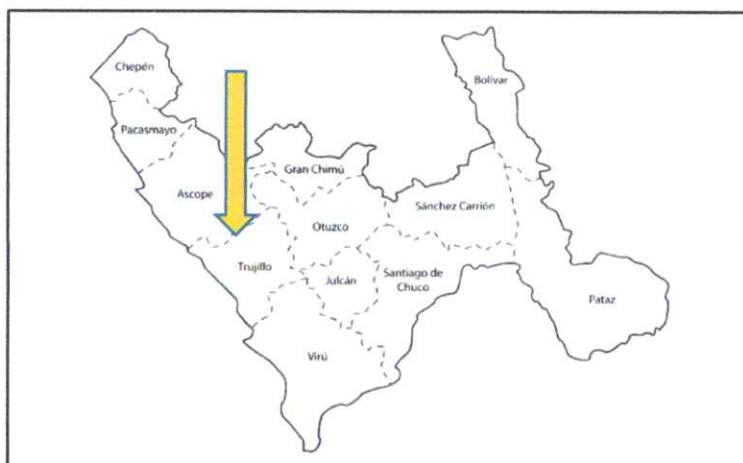 Chepén
Bolívar
Pacasmayo
Gran Chimú
Ascope
Sánchez Carrión
Otuzco
Trujillo
Julcán
Santiago de
Chuco
Pataz
Virú